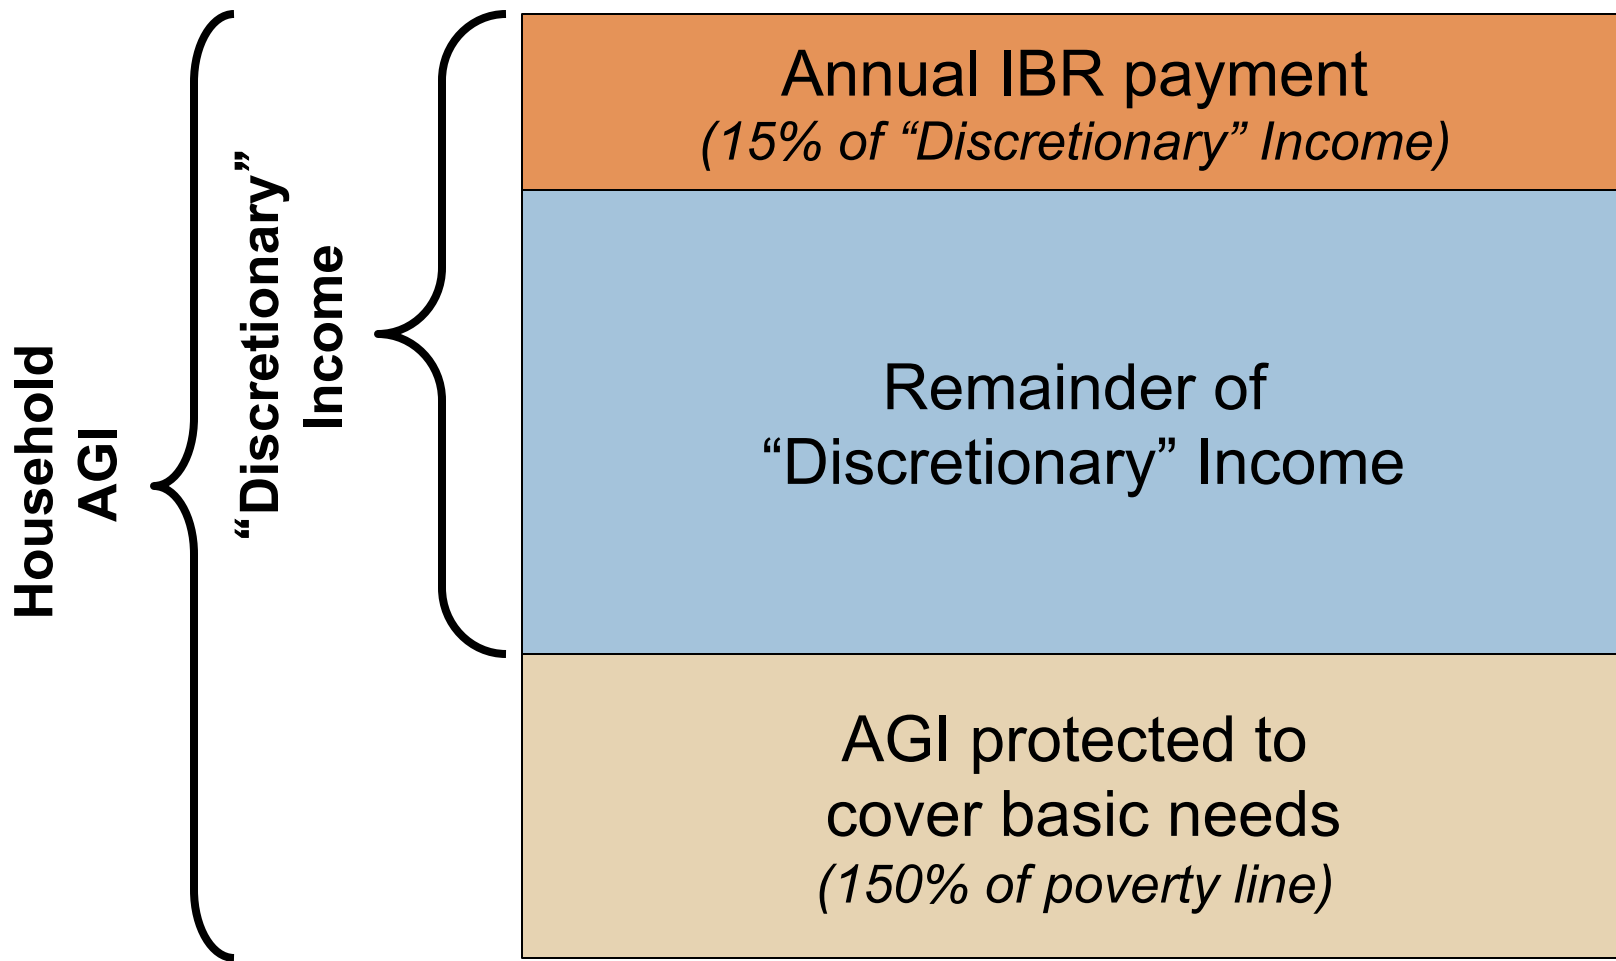 Household
AGI
“Discretionary”
Income
Annual IBR payment
(15% of “Discretionary” Income)
Remainder of
“Discretionary” Income
AGI protected to
cover basic needs
(150% of poverty line)